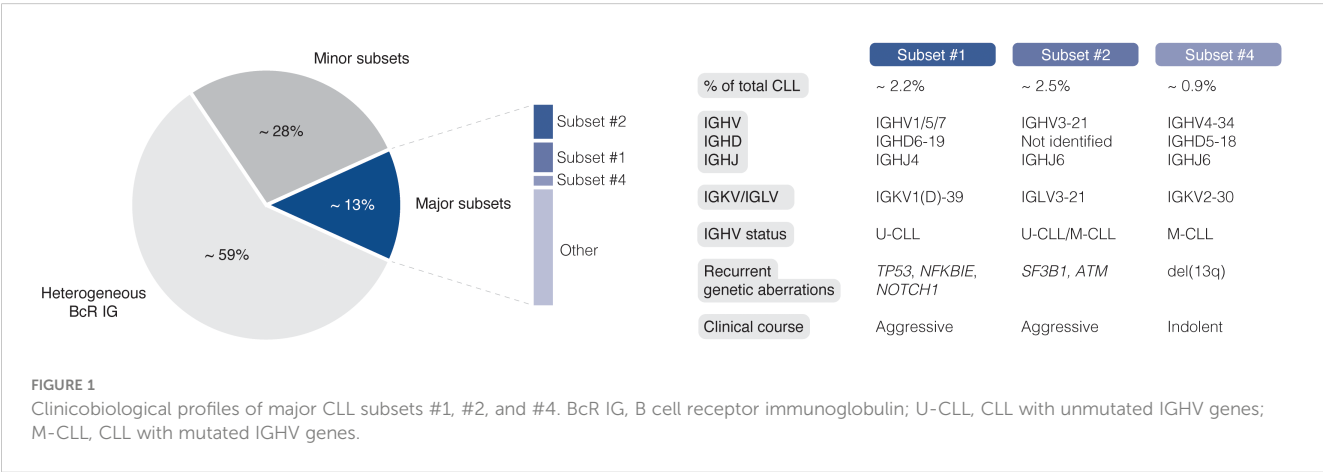 Minor subsets
~ 28%
~ 13%
Major subsets
~ 59%
Heterogeneous
BcR IG
Subset #2
Subset #1
Subset #4
Other
Subset #1 Subset #2 Subset #4
% of total CLL ~ 2.2% ~ 2.5% ~ 0.9%
IGHV IGHV1/5/7 IGHV3-21 IGHV4-34
IGHD IGHD6-19 Not identified IGHD5-18
IGHJ IGHJ4 IGHJ6 IGHJ6
IGKV/IGLV IGKV1(D)-39 IGLV3-21 IGKV2-30
IGHV status U-CLL U-CLL/M-CLL M-CLL
Recurrent TP53, NFKBIE, SF3B1, ATM del(13q)
genetic aberrations NOTCH1
Clinical course Aggressive Aggressive Indolent
FIGURE 1
Clinicobiological profiles of major CLL subsets #1, #2, and #4. BcR IG, B cell receptor immunoglobulin; U-CLL, CLL with unmutated IGHV genes;
M-CLL, CLL with mutated IGHV genes.